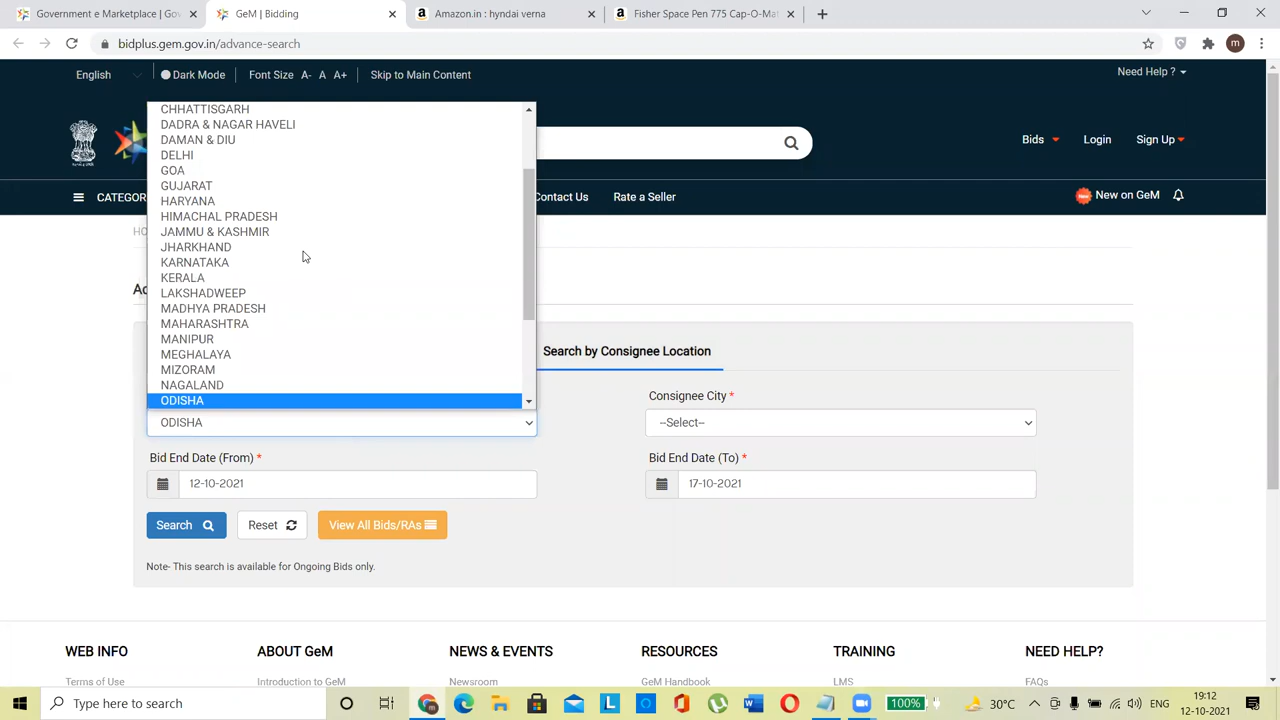 Government e Marketplace | Gov
GeM | Bidding
Amazon.in : hyndai verna
Fisher Space Pen 775 Cap-O-Mat
bidplus.gem.gov.in/advance-search
m
English
Dark Mode
Font Size A- A A+
Skip to Main Content
Need Help ?
Bids
Login
Sign Up
CATEGOR
Contact Us
Rate a Seller
New on GeM
HO
Ad
CHHATTISGARH
DADRA & NAGAR HAVELI
DAMAN & DIU
DELHI
GOA
GUJARAT
HARYANA
HIMACHAL PRADESH
JAMMU & KASHMIR
JHARKHAND
KARNATAKA
KERALA
LAKSHADWEEP
MADHYA PRADESH
MAHARASHTRA
MANIPUR
MEGHALAYA
MIZORAM
NAGALAND
ODISHA
ODISHA
Search by Consignee Location
Consignee City *
--Select--
Bid End Date (From) *
12-10-2021
Bid End Date (To) *
17-10-2021
Search
Reset
View All Bids/RAs
Note- This search is available for Ongoing Bids only.
WEB INFO
ABOUT GeM
NEWS & EVENTS
RESOURCES
TRAINING
NEED HELP?
Terms of Use
Introduction to GeM
Newsroom
GeM Handbook
LMS
FAQs
Type here to search
100%
30°C
ENG
19:12
12-10-2021